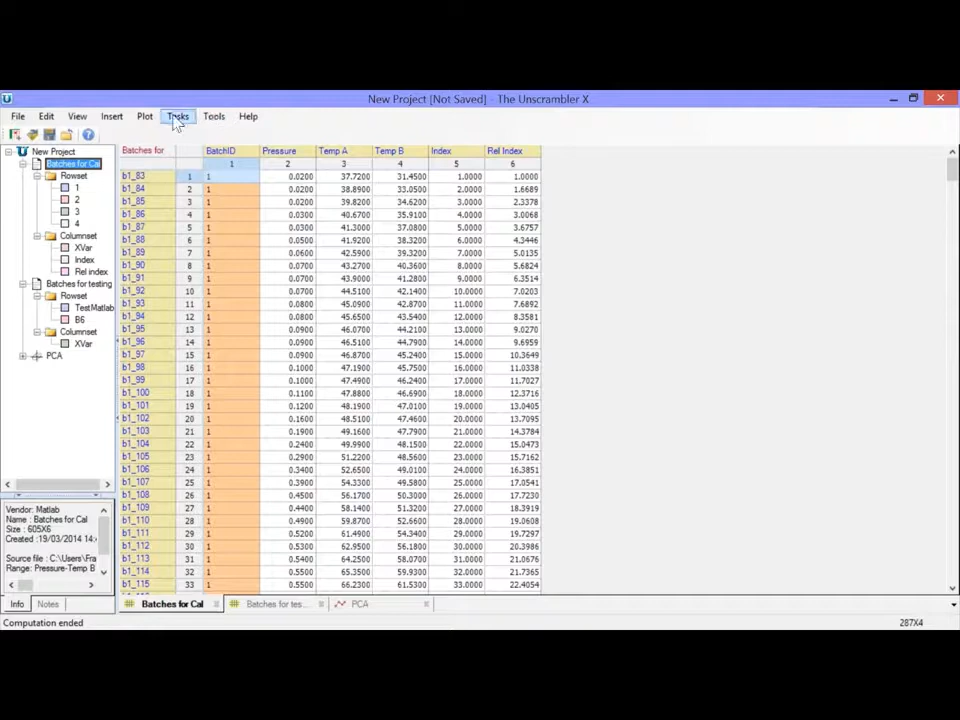 New Project [Not Saved] - The Unscrambler X
File Edit View Insert Plot Tasks Tools Help
New Project
Batches for Cal
Rowset
1
2
3
4
Columnset
XVar
Index
Rel index
Batches for testing
Rowset
TestMatlab
B6
Columnset
XVar
PCA
Batches for BatchID Pressure Temp A Temp B Index Rel Index
1 2 3 4 5 6
b1_83 1 1 0.0200 37.7200 31.4500 1.0000 1.0000
b1_84 2 1 0.0200 38.8900 33.0500 2.0000 1.6689
b1_85 3 1 0.0200 39.8200 34.6200 3.0000 2.3378
b1_86 4 1 0.0300 40.6700 35.9100 4.0000 3.0068
b1_87 5 1 0.0300 41.3000 37.0800 5.0000 3.6757
b1_88 6 1 0.0500 41.9200 38.3200 6.0000 4.3446
b1_89 7 1 0.0600 42.5900 39.3200 7.0000 5.0135
b1_90 8 1 0.0700 43.2700 40.3600 8.0000 5.6824
b1_91 9 1 0.0700 43.9000 41.2800 9.0000 6.3514
b1_92 10 1 0.0700 44.5100 42.1400 10.0000 7.0203
b1_93 11 1 0.0800 45.0900 42.8700 11.0000 7.6892
b1_94 12 1 0.0800 45.6500 43.5400 12.0000 8.3581
b1_95 13 1 0.0900 46.0700 44.2100 13.0000 9.0270
b1_96 14 1 0.0900 46.5100 44.7900 14.0000 9.6959
b1_97 15 1 0.0900 46.8700 45.2400 15.0000 10.3649
b1_98 16 1 0.1000 47.1900 45.7500 16.0000 11.0338
b1_99 17 1 0.1000 47.4900 46.2400 17.0000 11.7027
b1_100 18 1 0.1100 47.8800 46.6900 18.0000 12.3716
b1_101 19 1 0.1200 48.1900 47.0100 19.0000 13.0405
b1_102 20 1 0.1600 48.5100 47.4600 20.0000 13.7095
b1_103 21 1 0.1900 49.1600 47.7900 21.0000 14.3784
b1_104 22 1 0.2400 49.9900 48.1500 22.0000 15.0473
b1_105 23 1 0.2900 51.2200 48.5600 23.0000 15.7162
b1_106 24 1 0.3400 52.6500 49.0100 24.0000 16.3851
b1_107 25 1 0.3900 54.3300 49.5800 25.0000 17.0541
b1_108 26 1 0.4500 56.1700 50.3000 26.0000 17.7230
b1_109 27 1 0.4400 58.1400 51.3200 27.0000 18.3919
b1_110 28 1 0.4900 59.8700 52.6600 28.0000 19.0608
b1_111 29 1 0.5200 61.4900 54.3400 29.0000 19.7297
b1_112 30 1 0.5300 62.9500 56.1800 30.0000 20.3986
b1_113 31 1 0.5400 64.2500 58.0700 31.0000 21.0676
b1_114 32 1 0.5500 65.3500 59.9300 32.0000 21.7365
b1_115 33 1 0.5500 66.2300 61.5300 33.0000 22.4054
Vendor: Matlab
Name : Batches for Cal
Size : 605X6
Created :19/03/2014 14:
Source file : C:\Users\Fra
Range: Pressure-Temp B
Info Notes
Batches for Cal Batches for tes... PCA
Computation ended 287X4